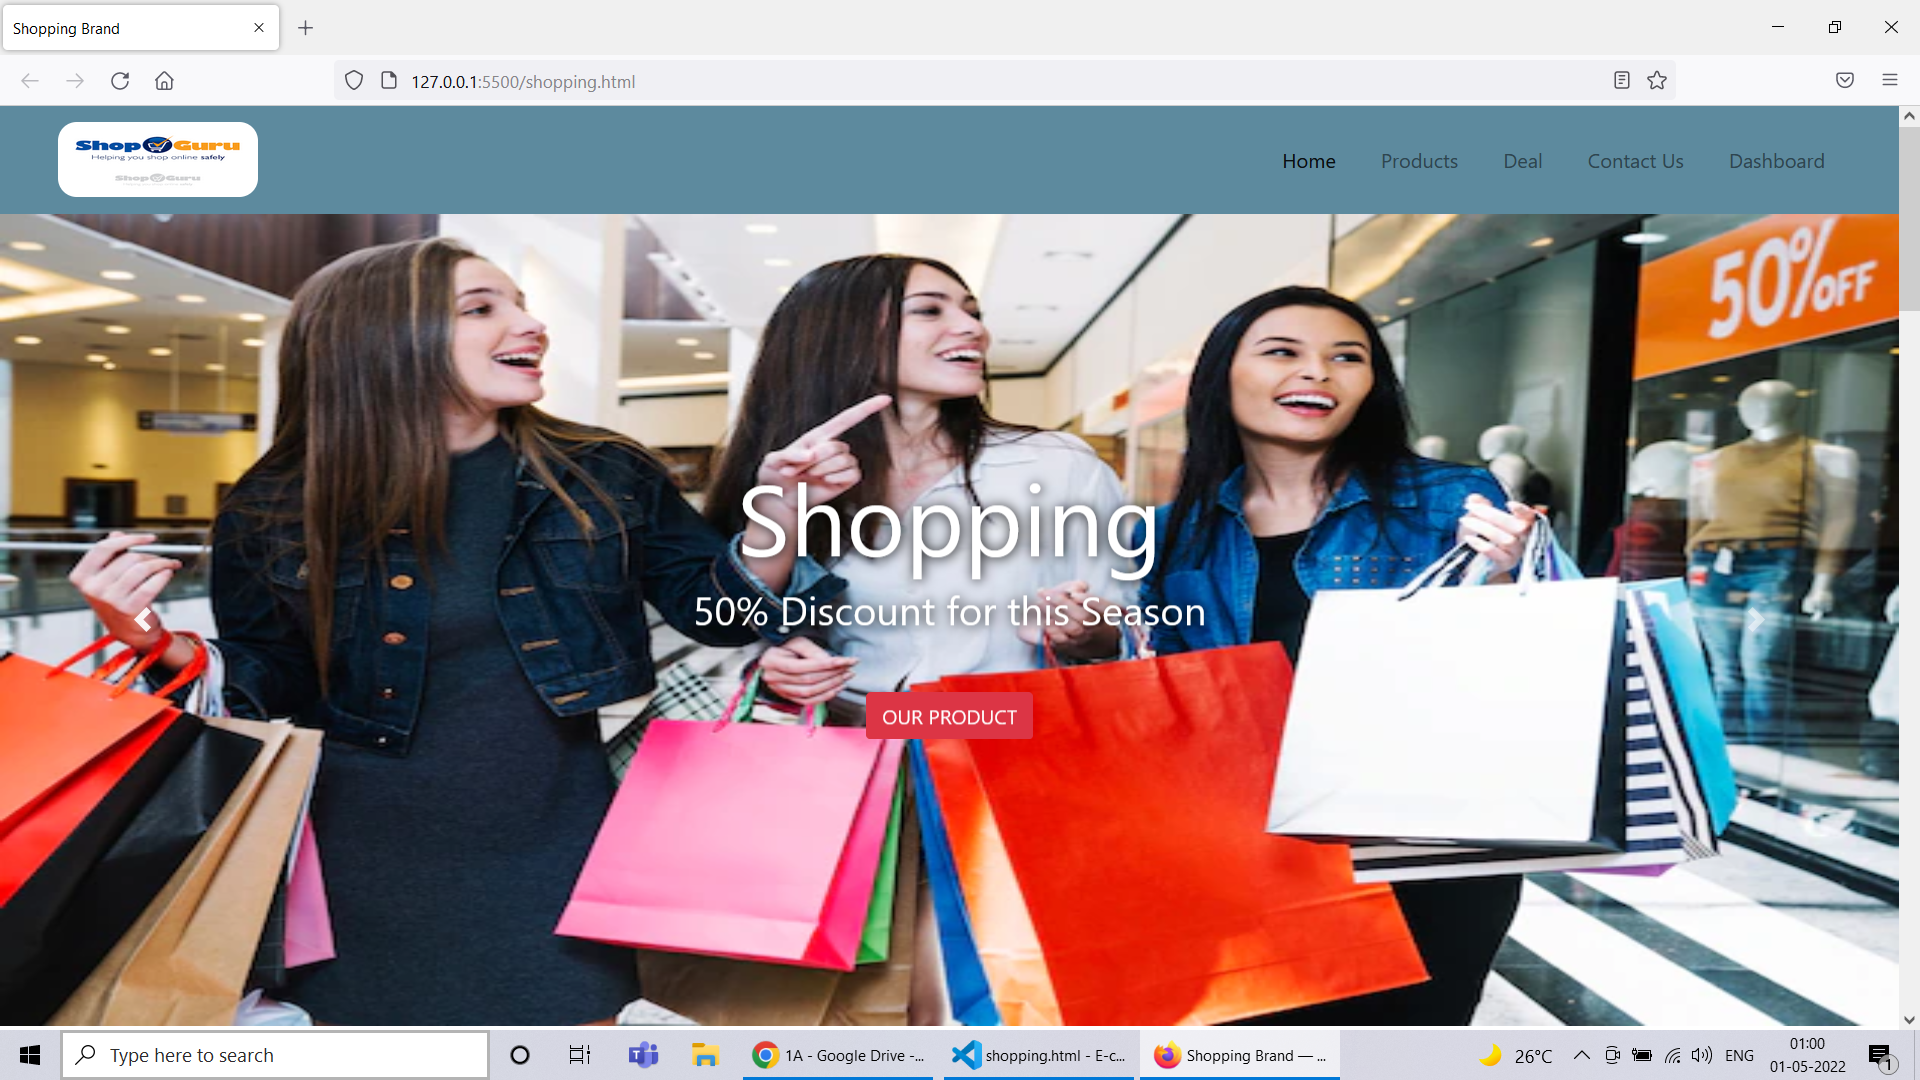 Shopping Brand
127.0.0.1:5500/shopping.html
Shop Guru
Helping you shop online safely
Shop Guru
Home
Products
Deal
Contact Us
Dashboard
50% OFF
Shopping
50% Discount for this Season
OUR PRODUCT
Type here to search
1A - Google Drive -...
shopping.html - E-c...
Shopping Brand — ...
26°C
ENG
01:00
01-05-2022
1